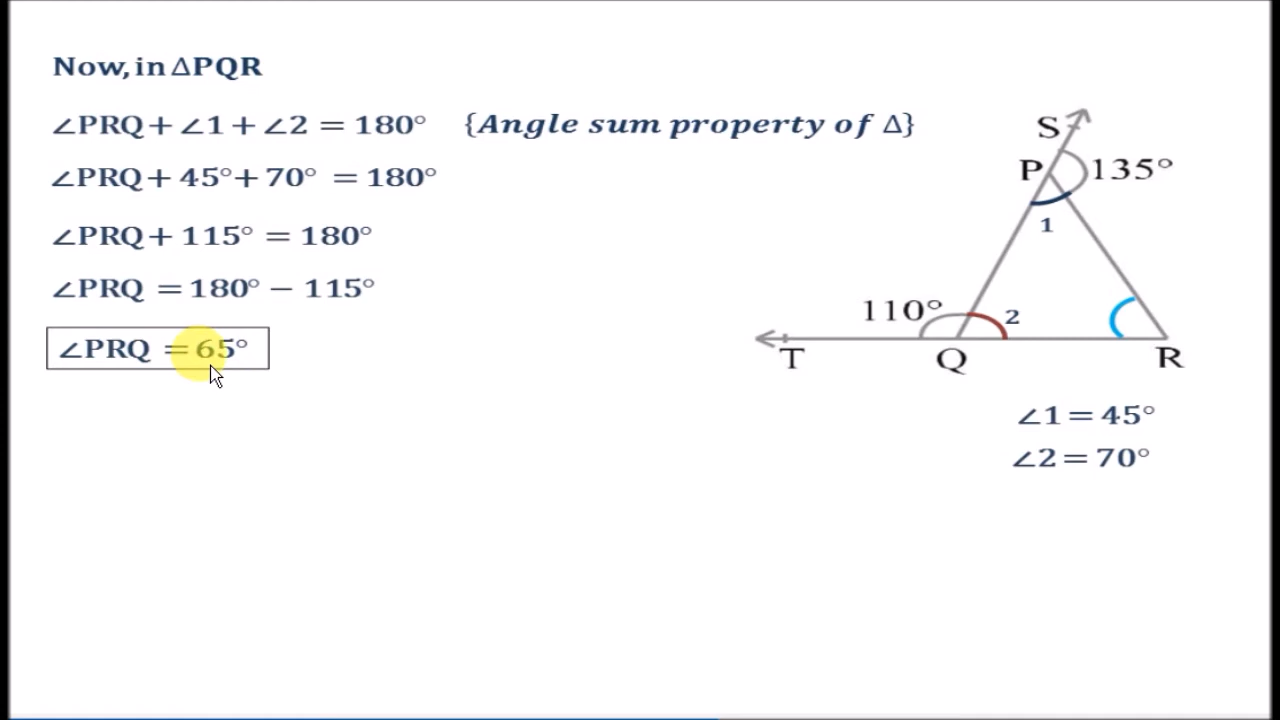 Now, in ∆PQR
∠PRQ + ∠1 + ∠2 = 180° {Angle sum property of ∆}
∠PRQ + 45° + 70° = 180°
∠PRQ + 115° = 180°
∠PRQ = 180° − 115°
∠PRQ = 65°
S
P 135°
1
110° 2
T Q R
∠1 = 45°
∠2 = 70°